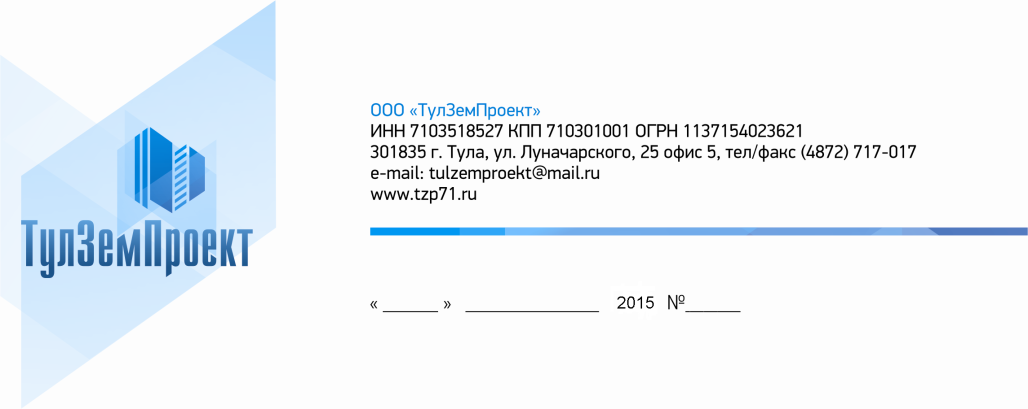 ТулЗемПроект
ООО «ТулЗемПроект»
ИНН 7103518527 КПП 710301001 ОГРН 1137154023621
301835 г. Тула, ул. Луначарского, 25 офис 5, тел/факс (4872) 717-017
e-mail: tulzemproekt@mail.ru
www.tzp71.ru
« ______ » _______________ 2015 №______